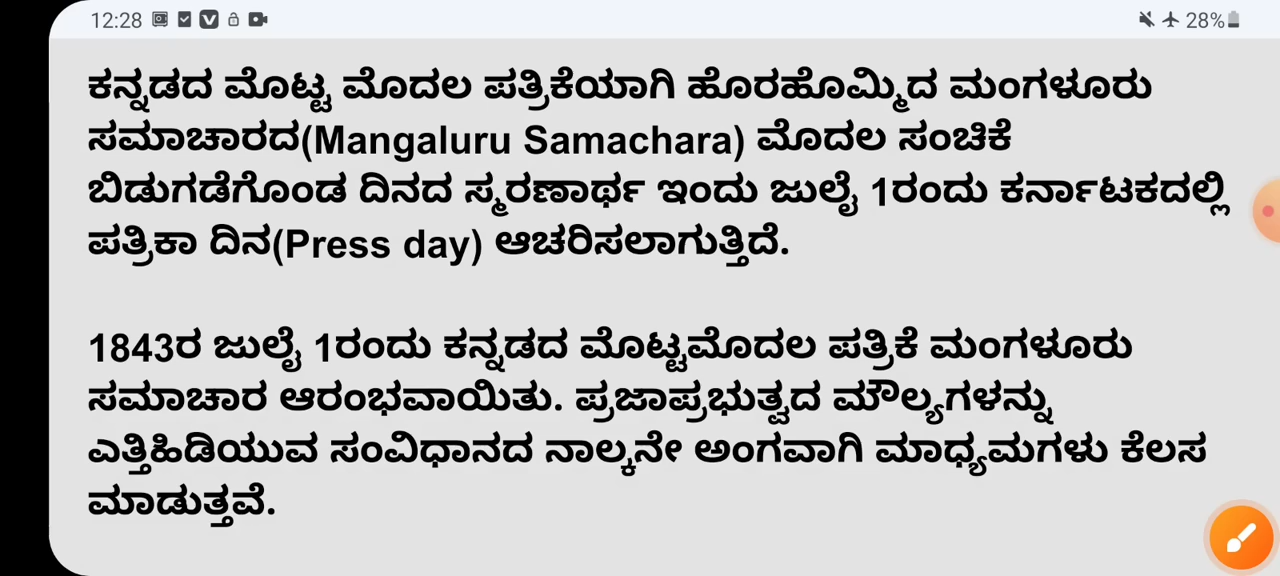 12:28
28%
ಕನ್ನಡದ ಮೊಟ್ಟ ಮೊದಲ ಪತ್ರಿಕೆಯಾಗಿ ಹೊರಹೊಮ್ಮಿದ ಮಂಗಳೂರು
ಸಮಾಚಾರದ(Mangaluru Samachara) ಮೊದಲ ಸಂಚಿಕೆ
ಬಿಡುಗಡೆಗೊಂಡ ದಿನದ ಸ್ಮರಣಾರ್ಥ ಇಂದು ಜುಲೈ 1ರಂದು ಕರ್ನಾಟಕದಲ್ಲಿ
ಪತ್ರಿಕಾ ದಿನ(Press day) ಆಚರಿಸಲಾಗುತ್ತಿದೆ.
1843ರ ಜುಲೈ 1ರಂದು ಕನ್ನಡದ ಮೊಟ್ಟಮೊದಲ ಪತ್ರಿಕೆ ಮಂಗಳೂರು
ಸಮಾಚಾರ ಆರಂಭವಾಯಿತು. ಪ್ರಜಾಪ್ರಭುತ್ವದ ಮೌಲ್ಯಗಳನ್ನು
ಎತ್ತಿಹಿಡಿಯುವ ಸಂವಿಧಾನದ ನಾಲ್ಕನೇ ಅಂಗವಾಗಿ ಮಾಧ್ಯಮಗಳು ಕೆಲಸ
ಮಾಡುತ್ತವೆ.